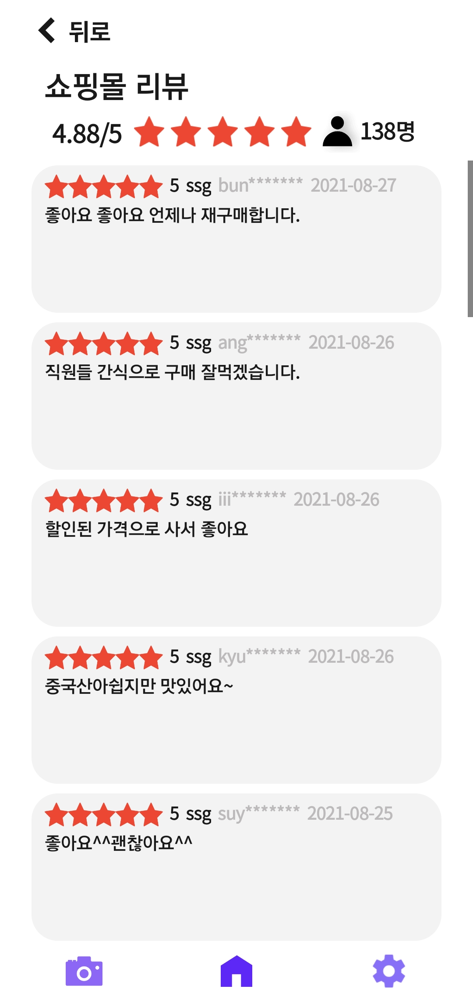 뒤로
쇼핑몰 리뷰
4.88/5 138명
5 ssg bun******* 2021-08-27
좋아요 좋아요 언제나 재구매합니다.
5 ssg ang******* 2021-08-26
직원들 간식으로 구매 잘먹겠습니다.
5 ssg iii******* 2021-08-26
할인된 가격으로 사서 좋아요
5 ssg kyu******* 2021-08-26
중국산아쉽지만 맛있어요~
5 ssg suy******* 2021-08-25
좋아요^^괜찮아요^^